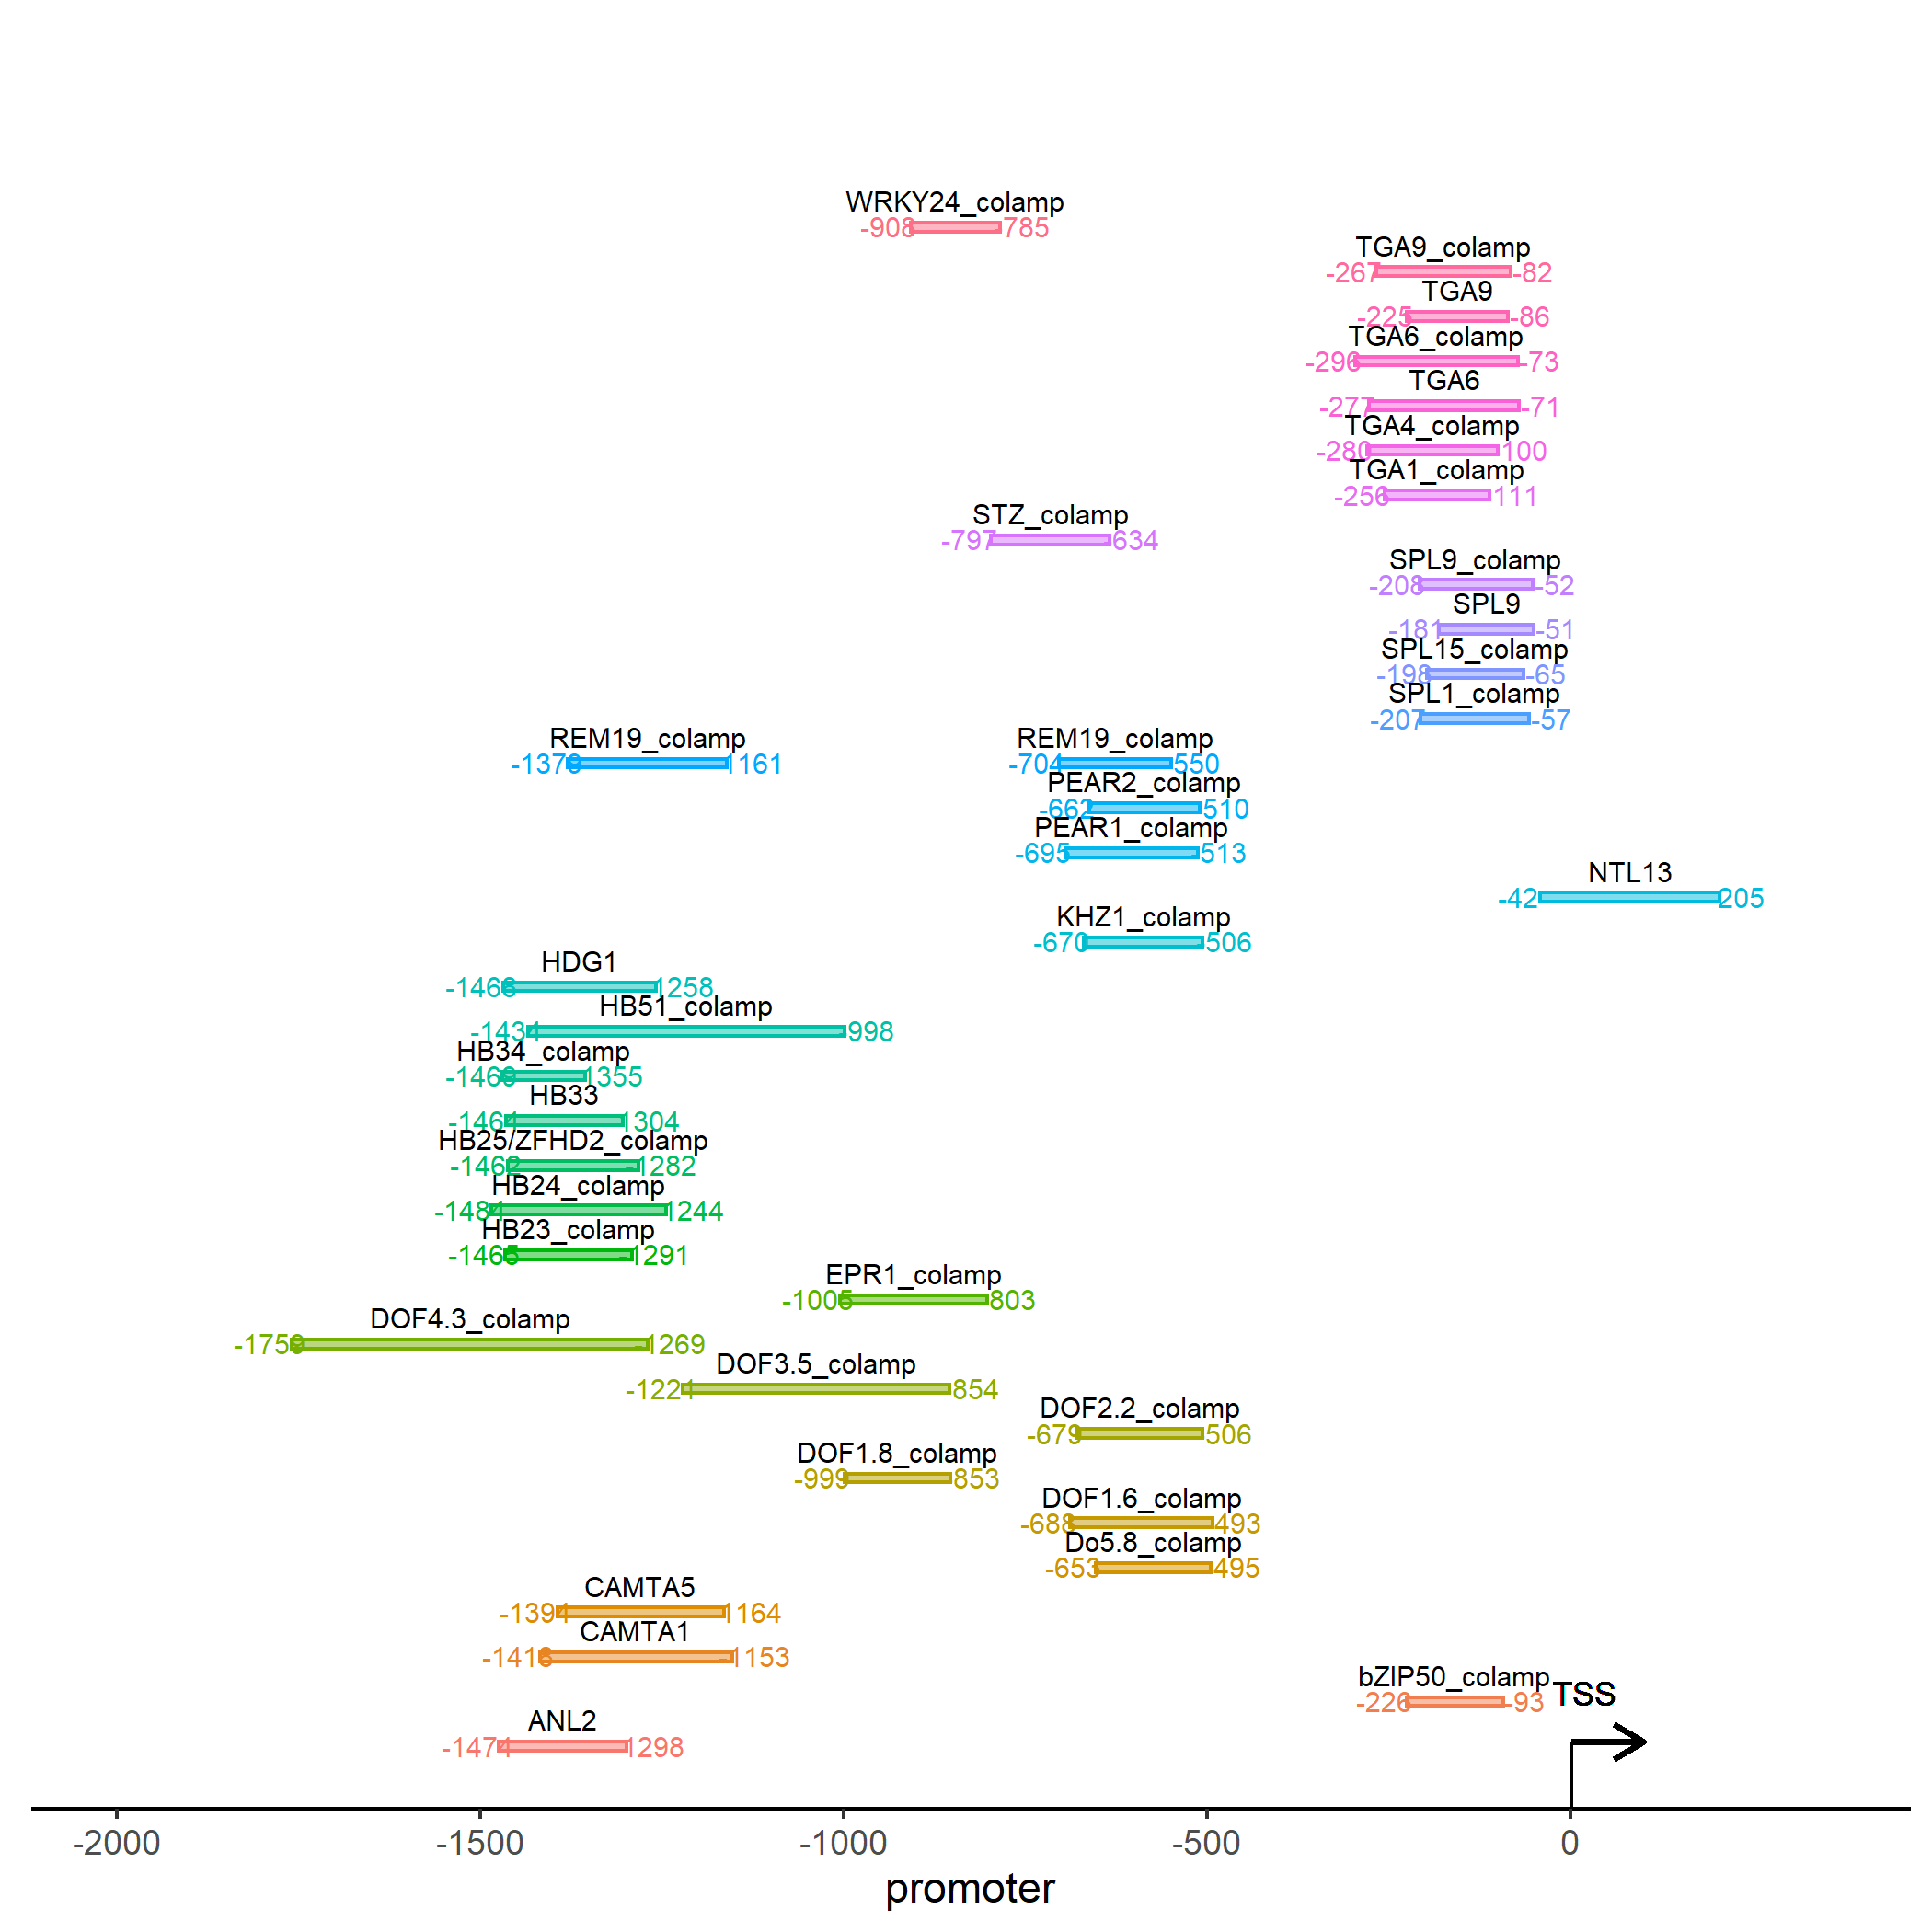 WRKY24_colamp
-908 785
TGA9_colamp
-267 -82
TGA9
-225 -86
TGA6_colamp
-296 -73
TGA6
-277 -71
TGA4_colamp
-280 100
TGA1_colamp
-256 111
STZ_colamp
-797 634
SPL9_colamp
-208 -52
SPL9
-181 -51
SPL15_colamp
-198 -65
SPL1_colamp
-207 -57
REM19_colamp REM19_colamp
-1379 1161 -704 550
PEAR2_colamp
-662 510
PEAR1_colamp
-695 513
NTL13
-42 205
KHZ1_colamp
-670 506
HDG1
-1468 1258
HB51_colamp
-1434 998
HB34_colamp
-1469 1355
HB33
-1464 1304
HB25/ZFHD2_colamp
-1462 1282
HB24_colamp
-1484 1244
HB23_colamp
-1465 1291
EPR1_colamp
-1005 803
DOF4.3_colamp
-1759 1269
DOF3.5_colamp
-1221 854
DOF2.2_colamp
-679 506
DOF1.8_colamp
-999 853
DOF1.6_colamp
-688 493
Do5.8_colamp
-653 495
CAMTA5
-1394 1164
CAMTA1
-1418 1153
bZIP50_colamp
-226 -93
TSS
ANL2
-1474 1298
-2000 -1500 -1000 -500 0
promoter